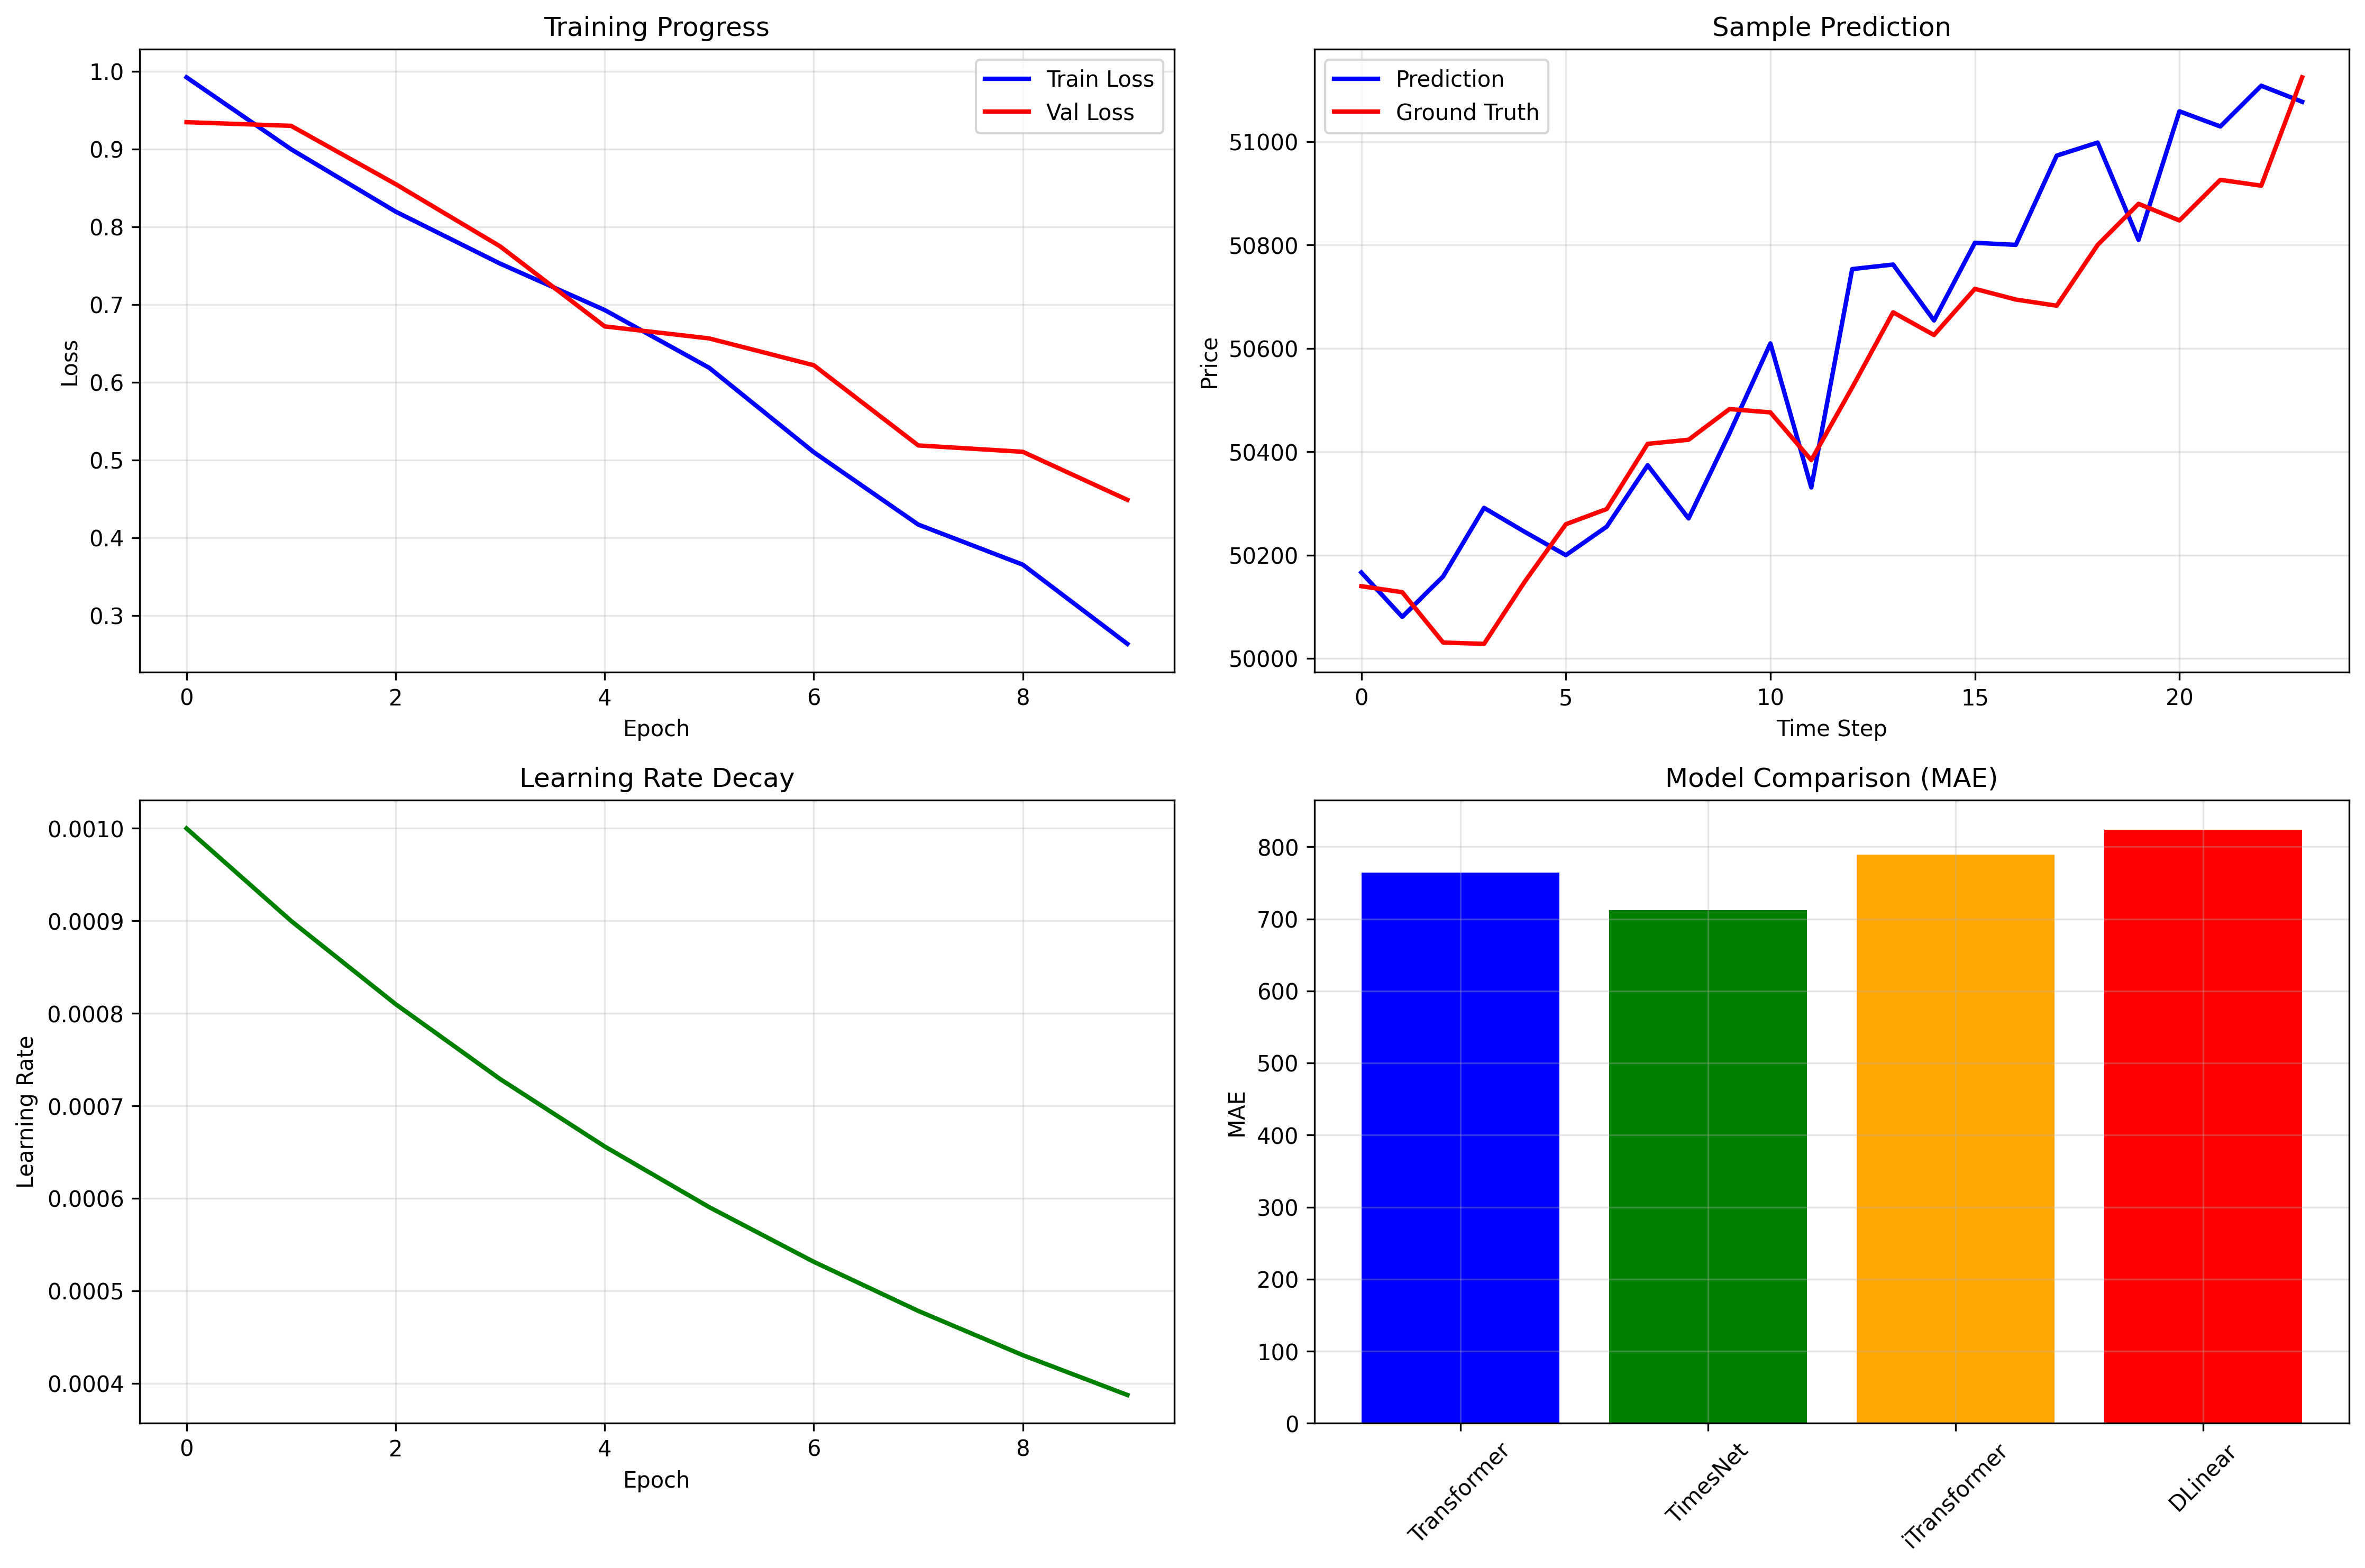 Training Progress
1.0
0.9
0.8
0.7
0.6
0.5
0.4
0.3
Loss
0
2
4
6
8
Epoch
Train Loss
Val Loss
Sample Prediction
Prediction
Ground Truth
51000
50800
50600
50400
50200
50000
Price
0
5
10
15
20
Time Step
Learning Rate Decay
0.0010
0.0009
0.0008
0.0007
0.0006
0.0005
0.0004
Learning Rate
0
2
4
6
8
Epoch
Model Comparison (MAE)
800
700
600
500
400
300
200
100
0
MAE
Transformer
TimesNet
iTransformer
DLinear